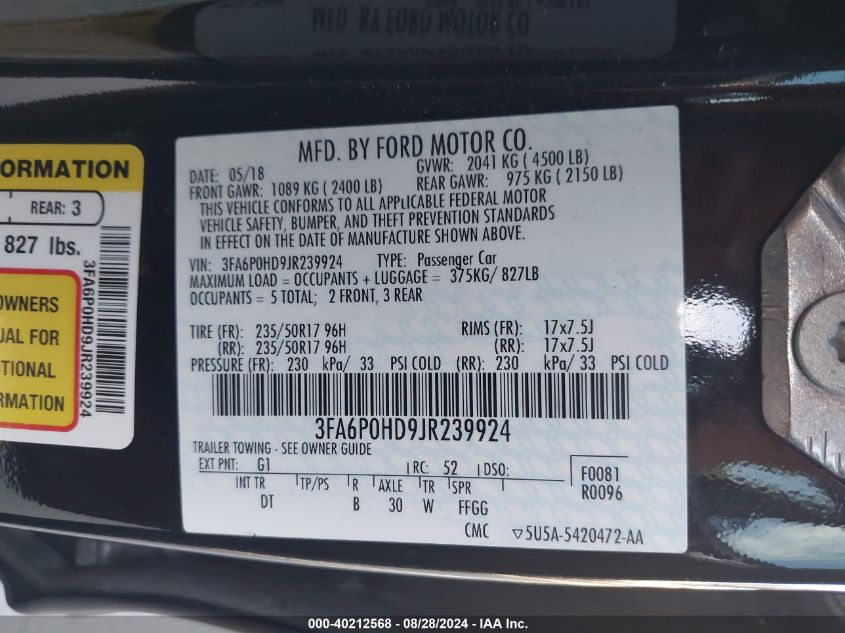 MFD. BY FORD MOTOR CO
MFD. BY FORD MOTOR CO.
DATE: 05/18 GVWR: 2041 KG ( 4500 LB)
FRONT GAWR: 1089 KG ( 2400 LB) REAR GAWR: 975 KG ( 2150 LB)
THIS VEHICLE CONFORMS TO ALL APPLICABLE FEDERAL MOTOR
VEHICLE SAFETY, BUMPER, AND THEFT PREVENTION STANDARDS
IN EFFECT ON THE DATE OF MANUFACTURE SHOWN ABOVE.
VIN: 3FA6P0HD9JR239924 TYPE: Passenger Car
MAXIMUM LOAD = OCCUPANTS + LUGGAGE = 375KG/ 827LB
OCCUPANTS = 5 TOTAL; 2 FRONT, 3 REAR
TIRE (FR): 235/50R17 96H RIMS (FR): 17x7.5J
(RR): 235/50R17 96H (RR): 17x7.5J
PRESSURE (FR): 230 kPa/ 33 PSI COLD (RR): 230 kPa/ 33 PSI COLD
3FA6P0HD9JR239924
TRAILER TOWING - SEE OWNER GUIDE
EXT PNT: G1 RC: 52 DSO:
INT TR TP/PS R AXLE TR SPR
DT B 30 W FFGG
F0081
R0096
CMC ▽5U5A-5420472-AA
ORMATION
REAR: 3
827 lbs.
OWNERS
UAL FOR
TIONAL
RMATION
3FA6P0HD9JR239924
000-40212568 - 08/28/2024 - IAA Inc.